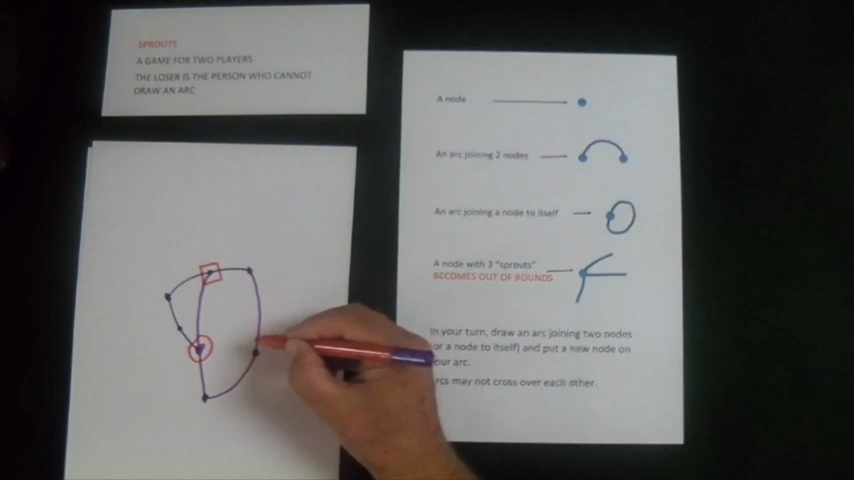 SPROUTS
A GAME FOR TWO PLAYERS
THE LOSER IS THE PERSON WHO CANNOT
DRAW AN ARC
A node
An arc joining 2 nodes
An arc joining a node to itself
A node with 3 "sprouts"
BECOMES OUT OF BOUNDS
In your turn, draw an arc joining two nodes
(or a node to itself) and put a new node on
our arc.
rcs may not cross over each other.